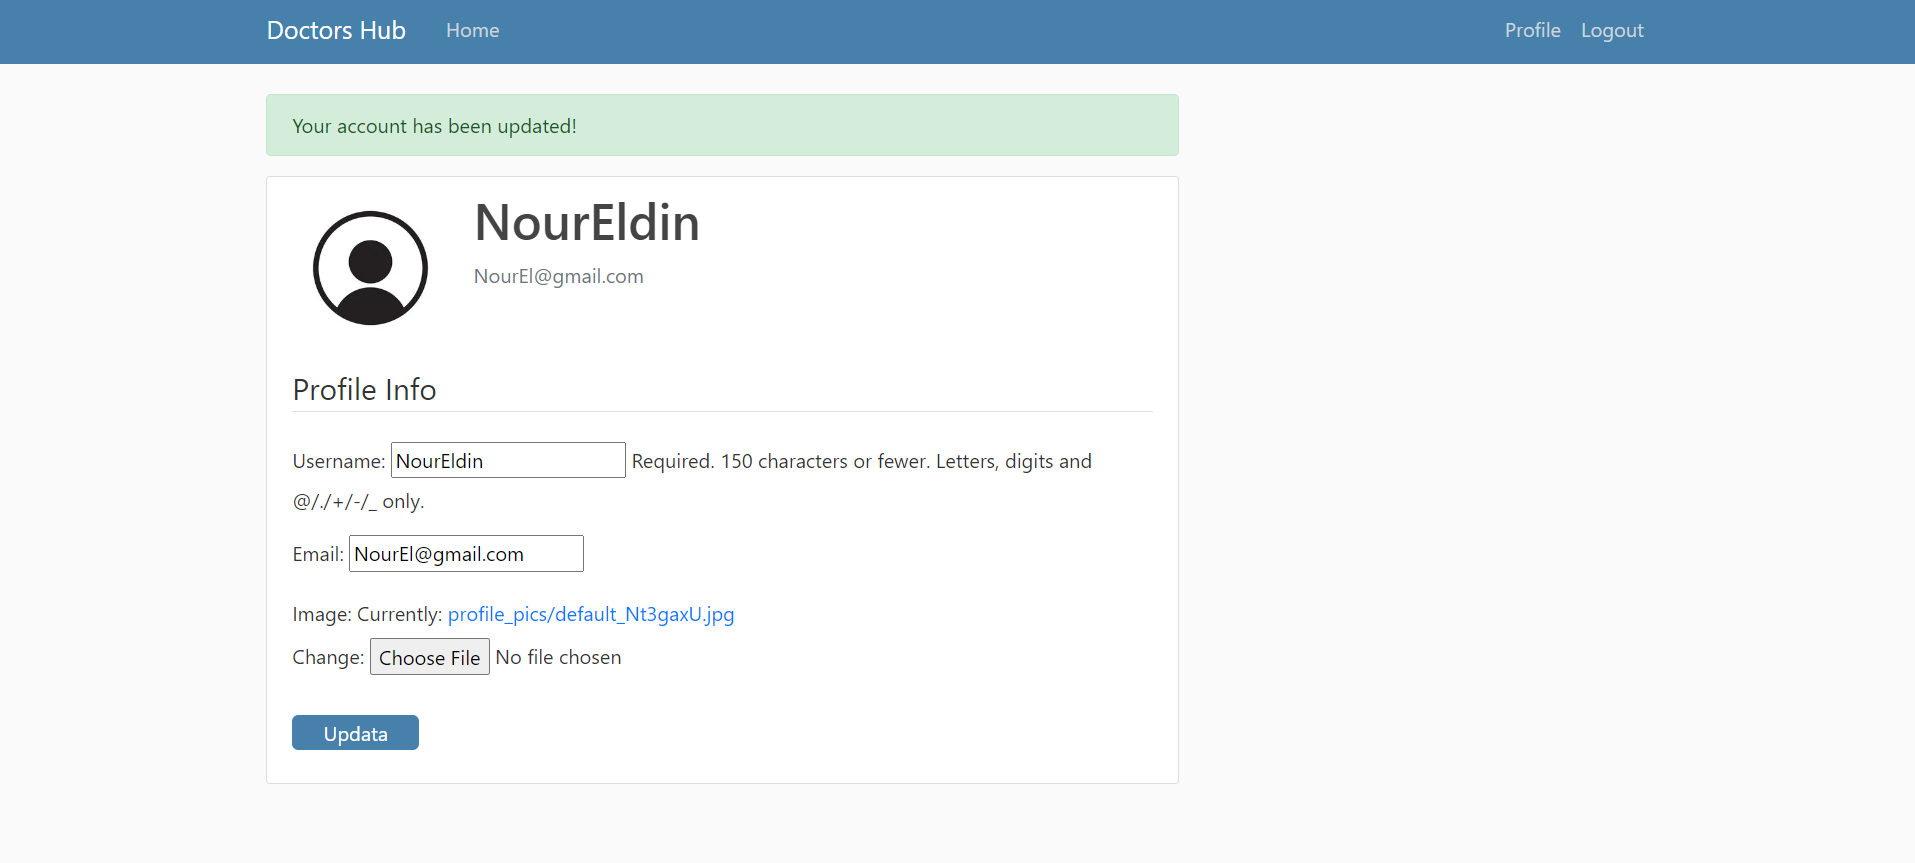 Doctors Hub Home Profile Logout
Your account has been updated!
NourEldin
NourEl@gmail.com
Profile Info
Username: NourEldin Required. 150 characters or fewer. Letters, digits and
@/./+/-/_ only.
Email: NourEl@gmail.com
Image: Currently: profile_pics/default_Nt3gaxU.jpg
Change: Choose File No file chosen
Updata